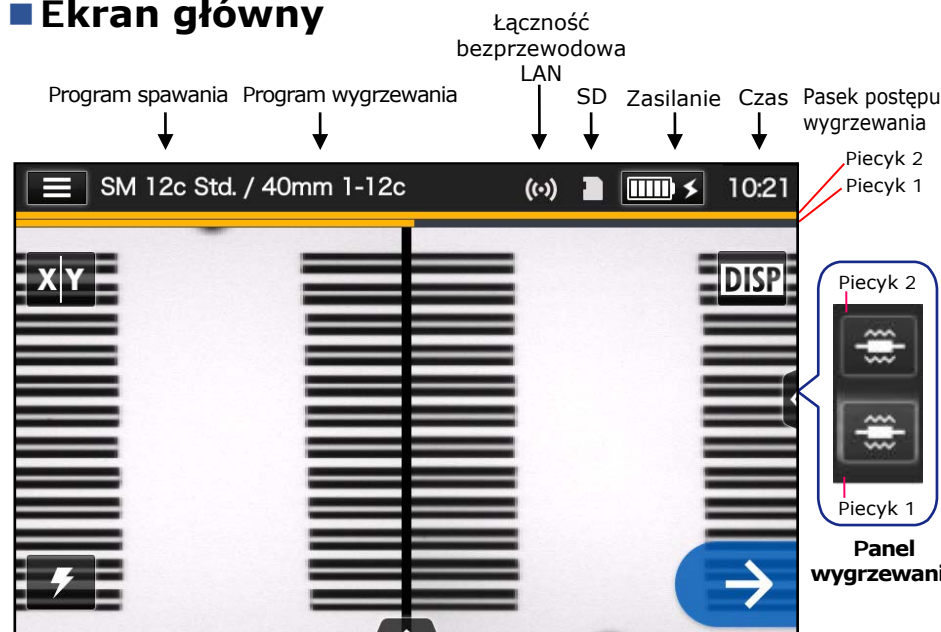 Ekran główny
Łączność
bezprzewodowa
LAN
Program spawania
Program wygrzewania
SD
Zasilanie
Czas
Pasek postępu
wygrzewania
Piecyk 2
Piecyk 1
SM 12c Std. / 40mm 1-12c
10:21
X|Y
DISP
Piecyk 2
Piecyk 1
Panel
wygrzewani